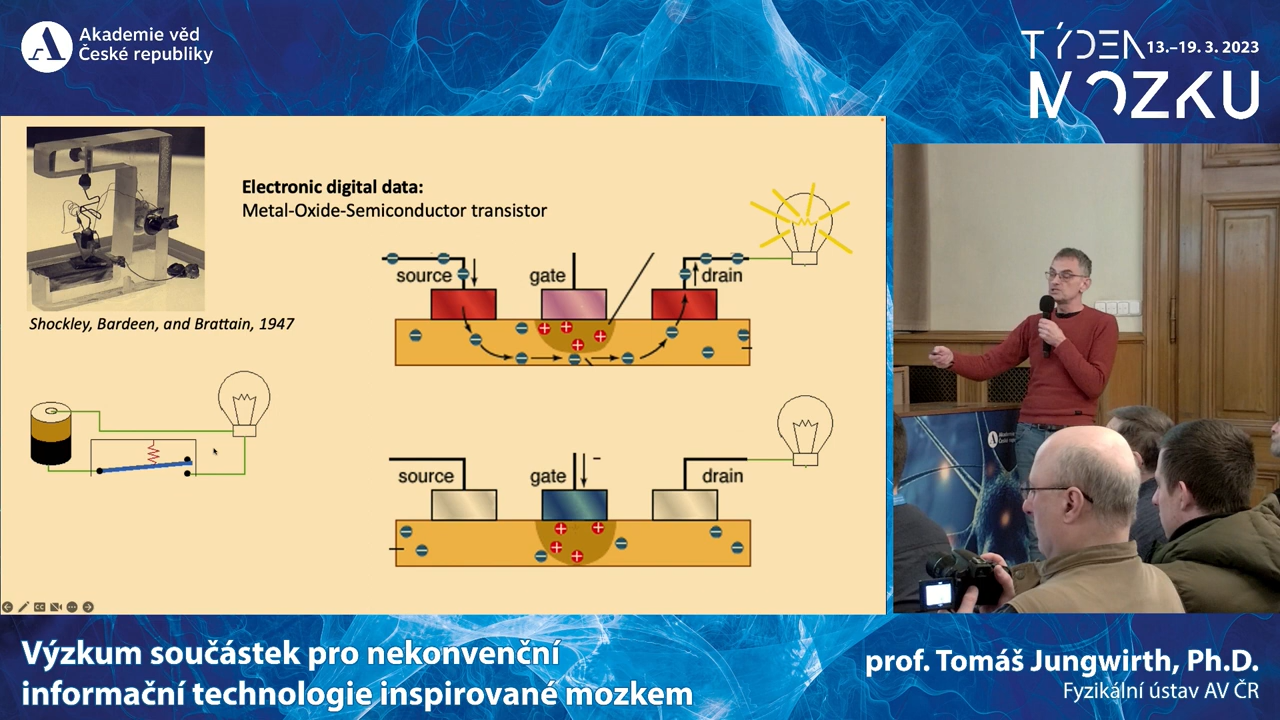 Akademie věd
České republiky
TÝDEN 13.–19. 3. 2023
MOZKU
Electronic digital data:
Metal-Oxide-Semiconductor transistor
source
gate
drain
Shockley, Bardeen, and Brattain, 1947
source
gate
drain
Akademie
Výzkum součástek pro nekonvenční
informační technologie inspirované mozkem
prof. Tomáš Jungwirth, Ph.D.
Fyzikální ústav AV ČR